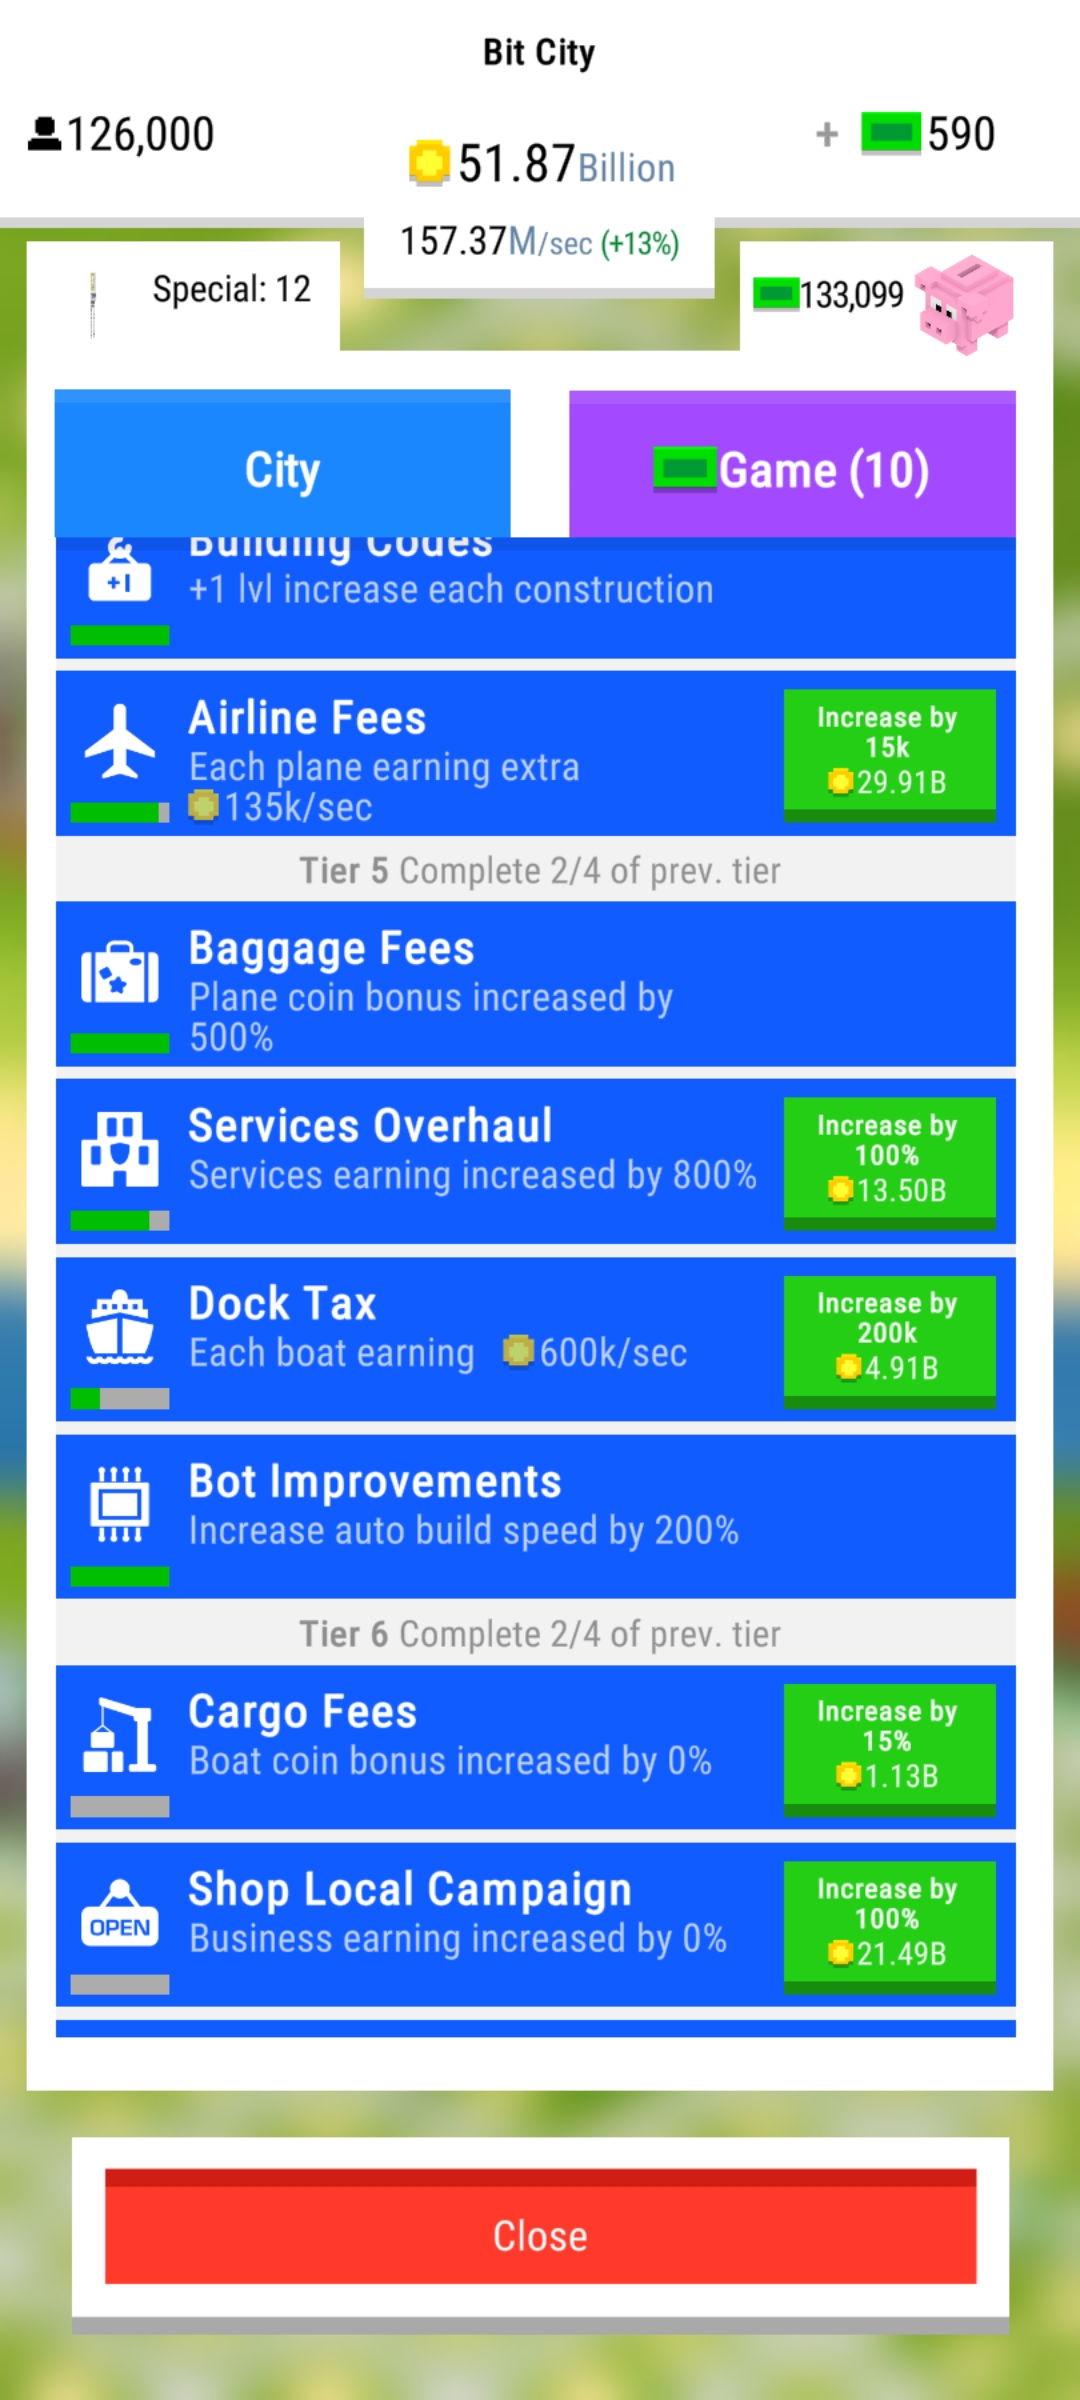 Bit City
126,000
51.87Billion
+ 590
157.37M/sec (+13%)
Special: 12
133,099
City
Game (10)
Building Codes
+1 lvl increase each construction
+1
Airline Fees
Each plane earning extra
135k/sec
Increase by
15k
29.91B
Tier 5 Complete 2/4 of prev. tier
Baggage Fees
Plane coin bonus increased by
500%
Services Overhaul
Services earning increased by 800%
Increase by
100%
13.50B
Dock Tax
Each boat earning 600k/sec
Increase by
200k
4.91B
Bot Improvements
Increase auto build speed by 200%
Tier 6 Complete 2/4 of prev. tier
Cargo Fees
Boat coin bonus increased by 0%
Increase by
15%
1.13B
OPEN
Shop Local Campaign
Business earning increased by 0%
Increase by
100%
21.49B
Close